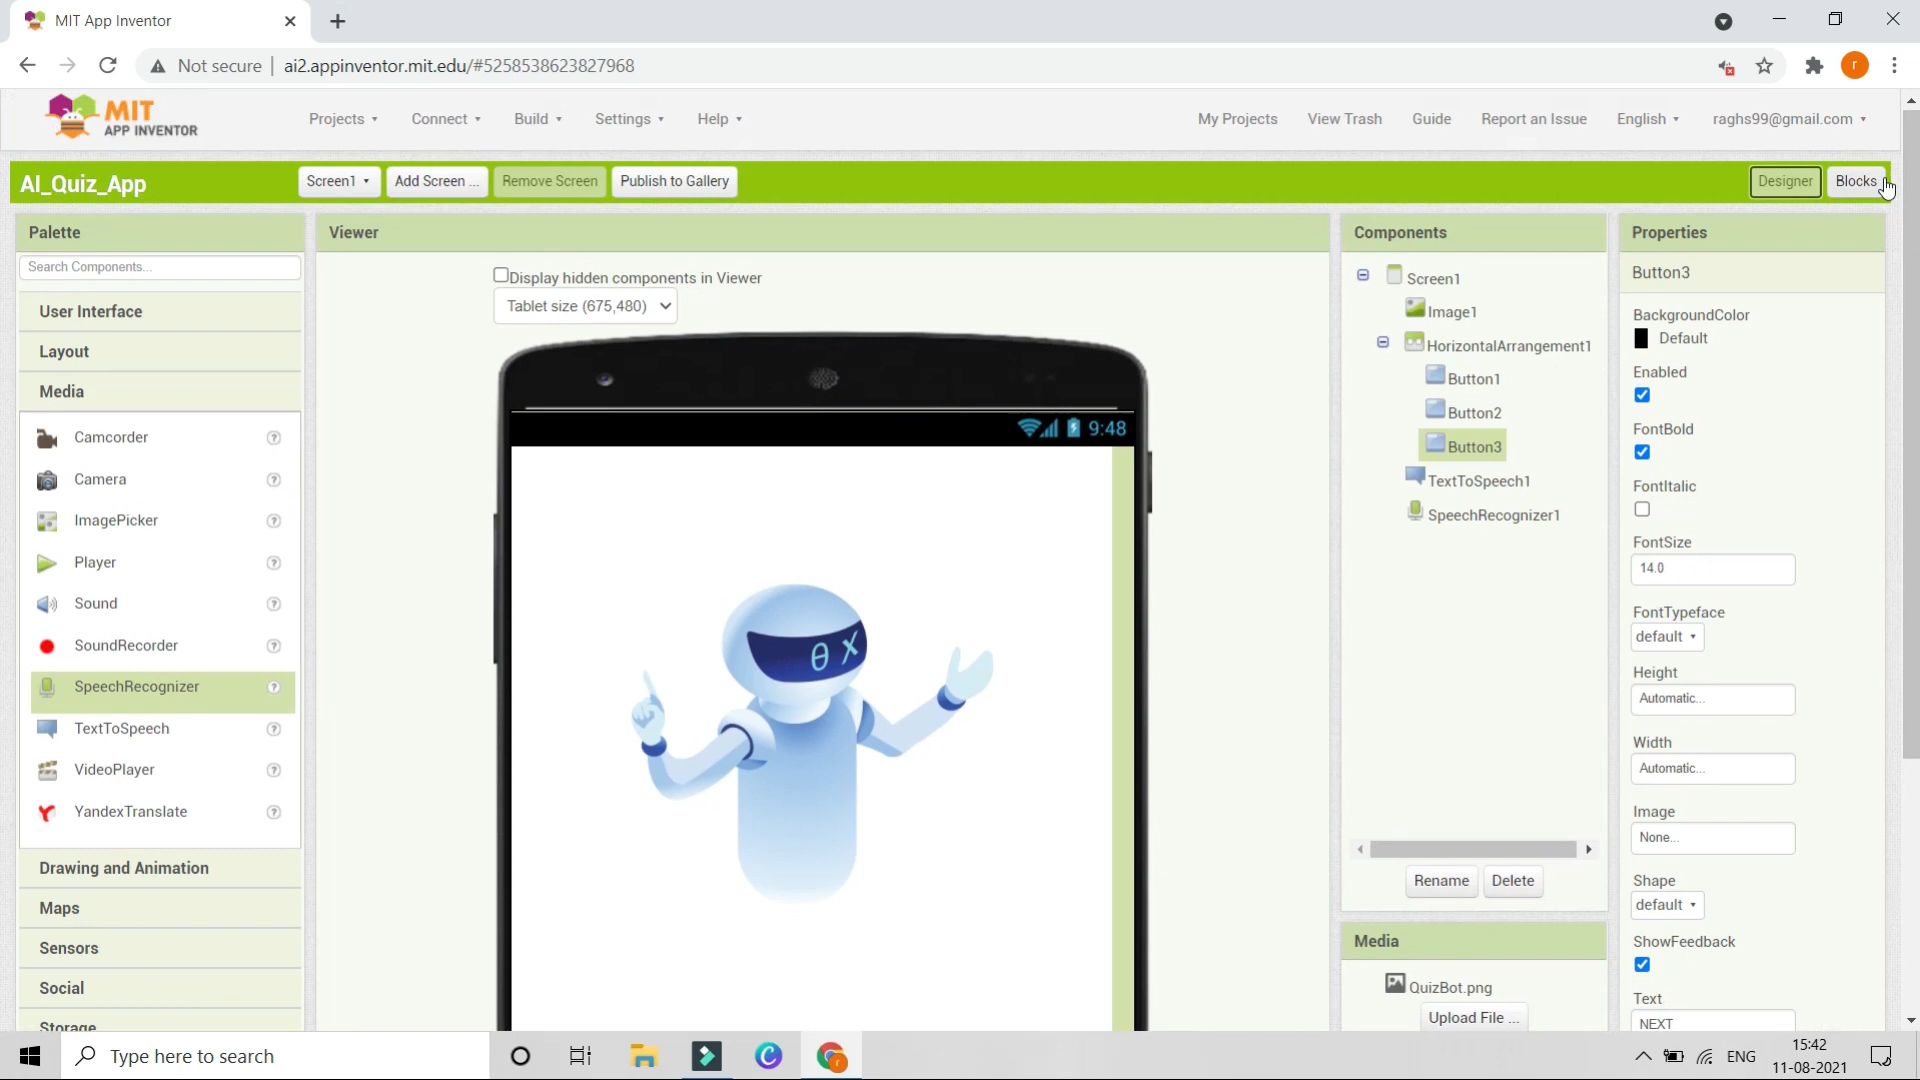 MIT App Inventor
Not secure | ai2.appinventor.mit.edu/#5258538623827968
r
MIT
APP INVENTOR
Projects
Connect
Build
Settings
Help
My Projects
View Trash
Guide
Report an Issue
English
raghs99@gmail.com
AI_Quiz_App
Screen1
Add Screen ...
Remove Screen
Publish to Gallery
Designer
Blocks
Palette
Search Components...
User Interface
Layout
Media
Camcorder
Camera
ImagePicker
Player
Sound
SoundRecorder
SpeechRecognizer
TextToSpeech
VideoPlayer
YandexTranslate
Drawing and Animation
Maps
Sensors
Social
Storage
Viewer
Display hidden components in Viewer
Tablet size (675,480)
9:48
θ X
Components
Screen1
Image1
HorizontalArrangement1
Button1
Button2
Button3
TextToSpeech1
SpeechRecognizer1
Rename
Delete
Media
QuizBot.png
Upload File ...
Properties
Button3
BackgroundColor
Default
Enabled
FontBold
FontItalic
FontSize
14.0
FontTypeface
default
Height
Automatic...
Width
Automatic...
Image
None...
Shape
default
ShowFeedback
Text
NEXT
Type here to search
r
ENG
15:42
11-08-2021